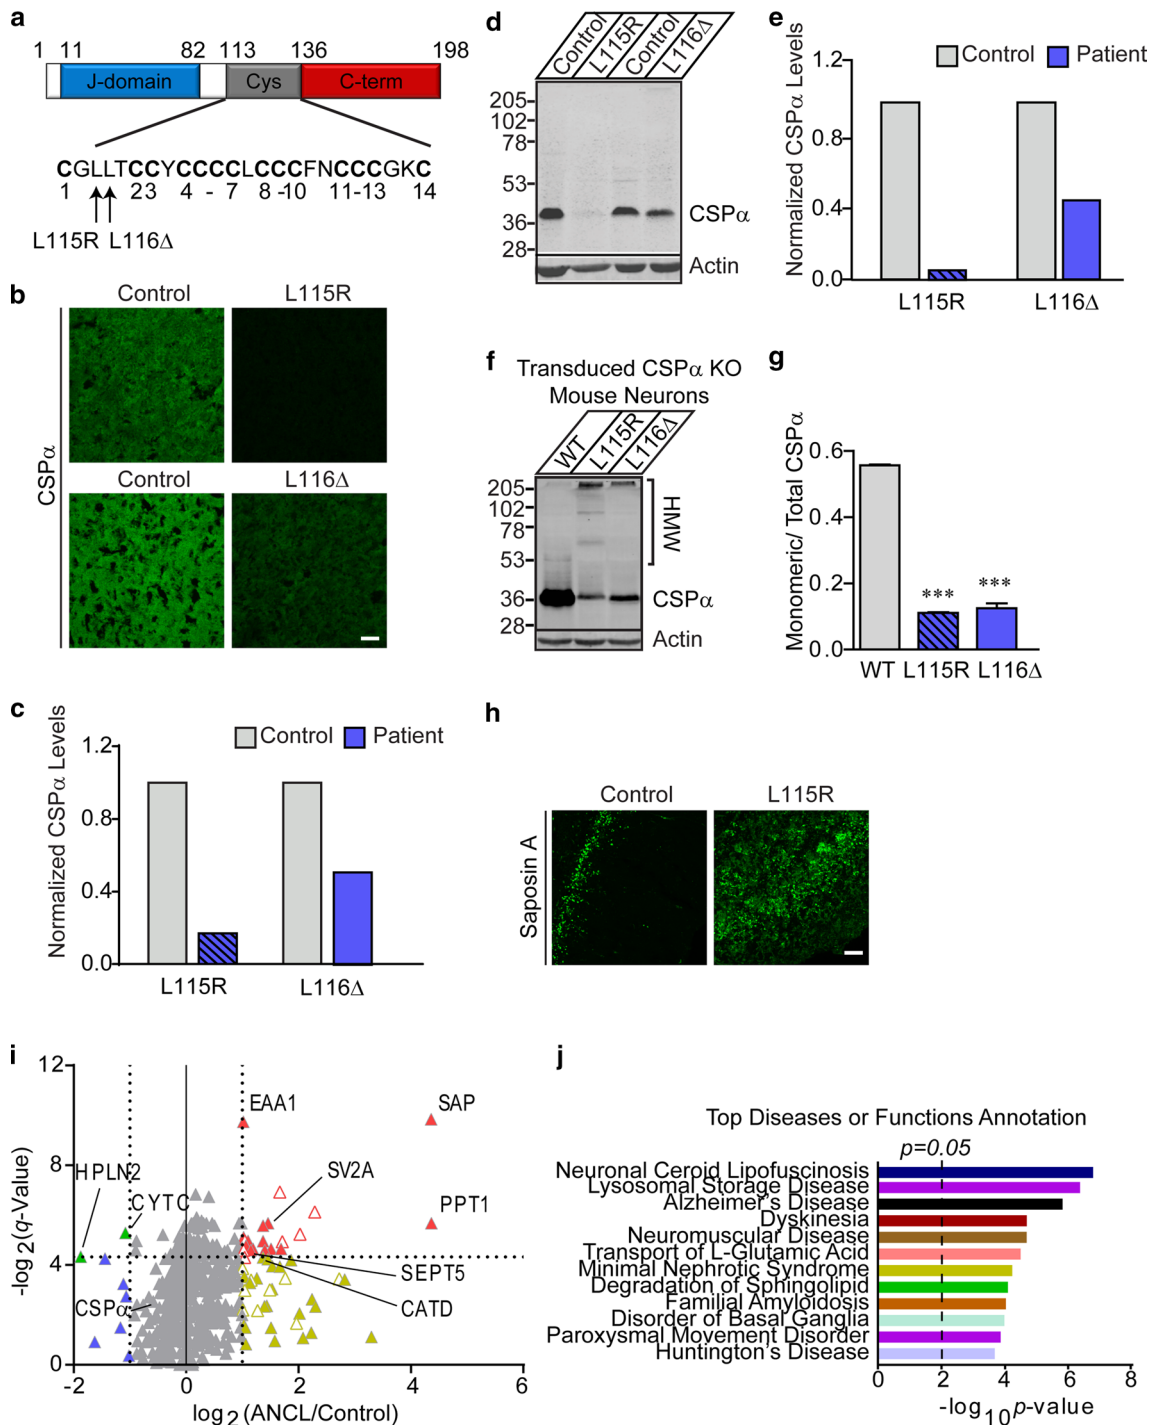 a
1 11 82 113 136 198
J-domain Cys C-term
CGLLTCCYCCCCLCCCFNCCCGKC
1 23 4 - 7 8 -10 11-13 14
L115R L116Δ
b
Control L115R
Control L116Δ
CSPα
c
Normalized CSPα Levels
Control Patient
1.2
0.8
0.4
0.0
L115R L116Δ
d
Control L115R Control L116Δ
205
102
78
53
36
28
CSPα
Actin
e
Normalized CSPα Levels
Control Patient
1.2
0.8
0.4
0.0
L115R L116Δ
f
Transduced CSPα KO
Mouse Neurons
WT L115R L116Δ
205
102
78
53
36
28
HMW
CSPα
Actin
g
Monomeric/ Total CSPα
0.6
0.4
0.2
0.0
*** ***
WT L115R L116Δ
h
Control L115R
Saposin A
i
-log2(q-Value)
12
8
4
0
EAA1 SAP
HPLN2 CYTC SV2A
PPT1
SEPT5
CSPα CATD
-2 0 2 4 6
log2(ANCL/Control)
j
Top Diseases or Functions Annotation
p=0.05
Neuronal Ceroid Lipofuscinosis
Lysosomal Storage Disease
Alzheimer's Disease
Dyskinesia
Neuromuscular Disease
Transport of L-Glutamic Acid
Minimal Nephrotic Syndrome
Degradation of Sphingolipid
Familial Amyloidosis
Disorder of Basal Ganglia
Paroxysmal Movement Disorder
Huntington's Disease
0 2 4 6 8
-log10p-value